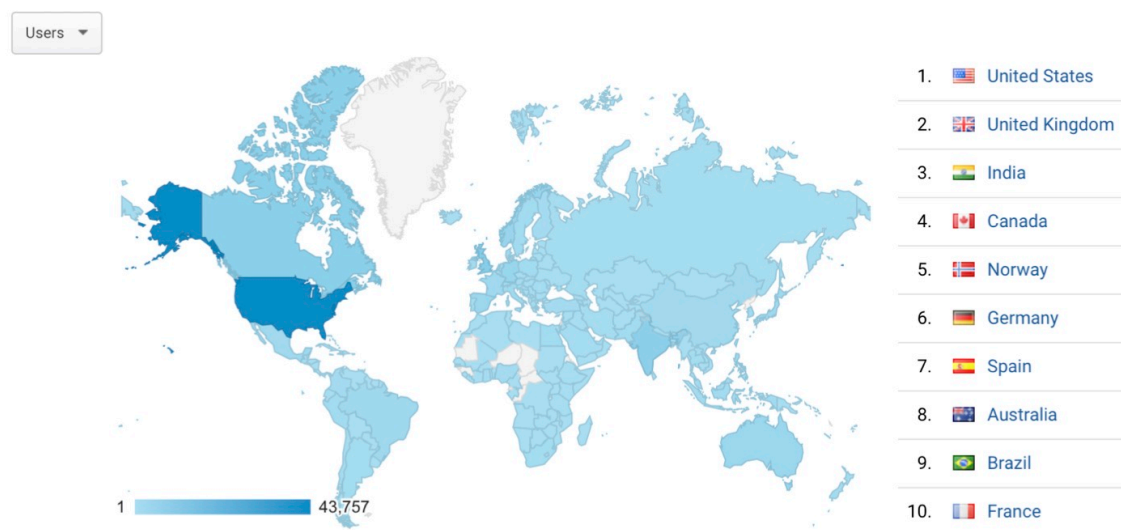 Users
1. United States
2. United Kingdom
3. India
4. Canada
5. Norway
6. Germany
7. Spain
8. Australia
9. Brazil
10. France
1 43,757